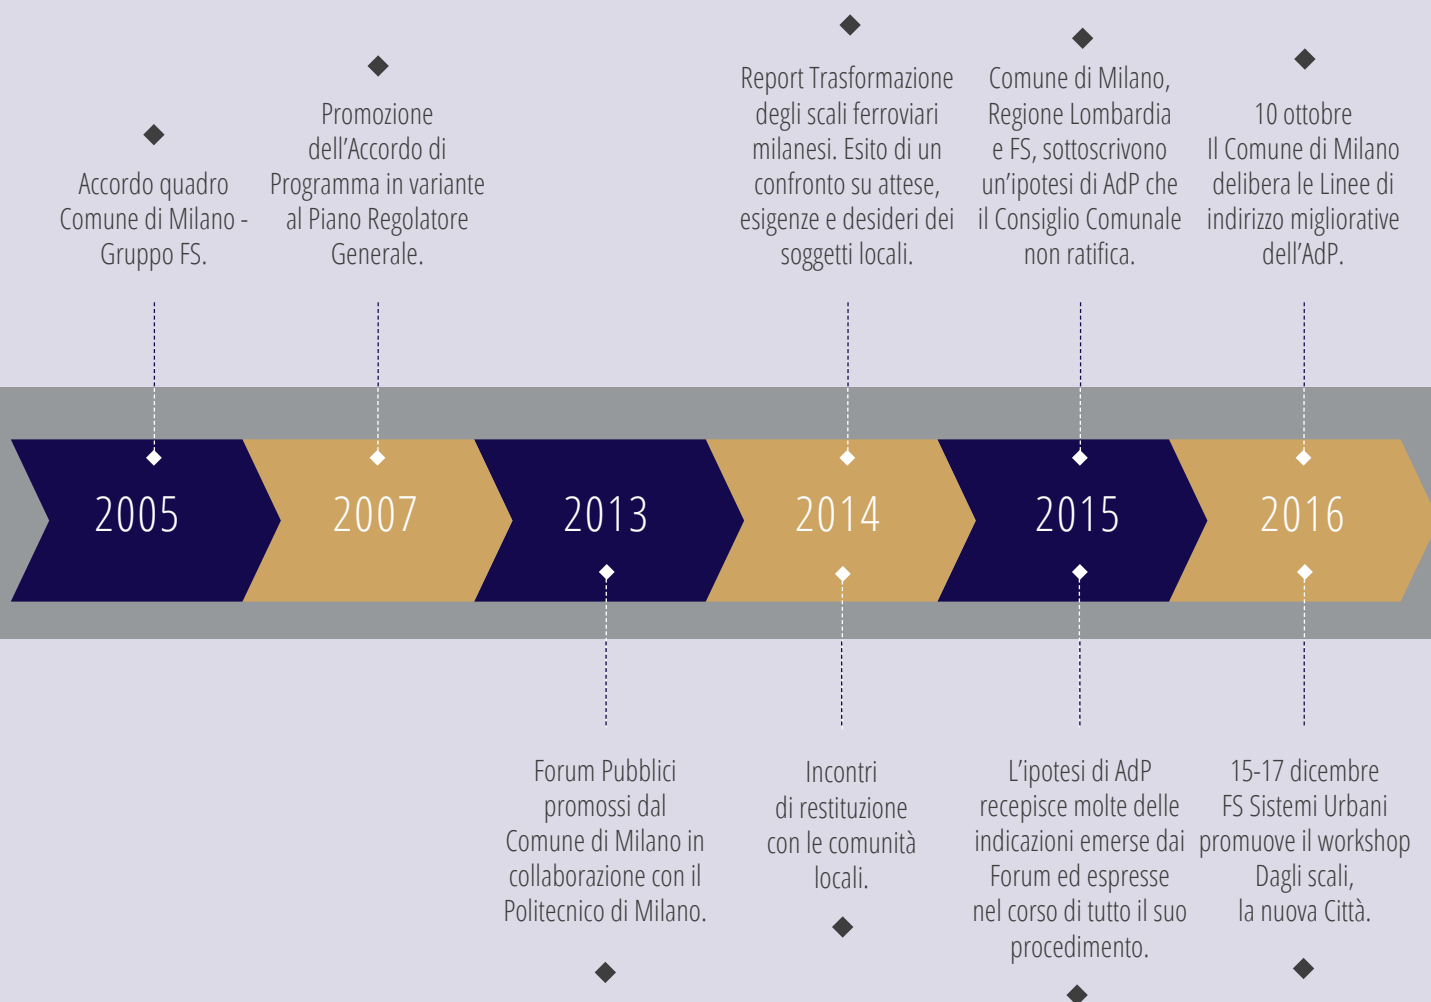 Accordo quadro
Comune di Milano -
Gruppo FS.
Promozione
dell'Accordo di
Programma in variante
al Piano Regolatore
Generale.
Report Trasformazione
degli scali ferroviari
milanesi. Esito di un
confronto su attese,
esigenze e desideri dei
soggetti locali.
Comune di Milano,
Regione Lombardia
e FS, sottoscrivono
un'ipotesi di AdP che
il Consiglio Comunale
non ratifica.
10 ottobre
Il Comune di Milano
delibera le Linee di
indirizzo migliorative
dell'AdP.
2005
2007
2013
2014
2015
2016
Forum Pubblici
promossi dal
Comune di Milano in
collaborazione con il
Politecnico di Milano.
Incontri
di restituzione
con le comunità
locali.
L'ipotesi di AdP
recepisce molte delle
indicazioni emerse dai
Forum ed espresse
nel corso di tutto il suo
procedimento.
15-17 dicembre
FS Sistemi Urbani
promuove il workshop
Dagli scali,
la nuova Città.